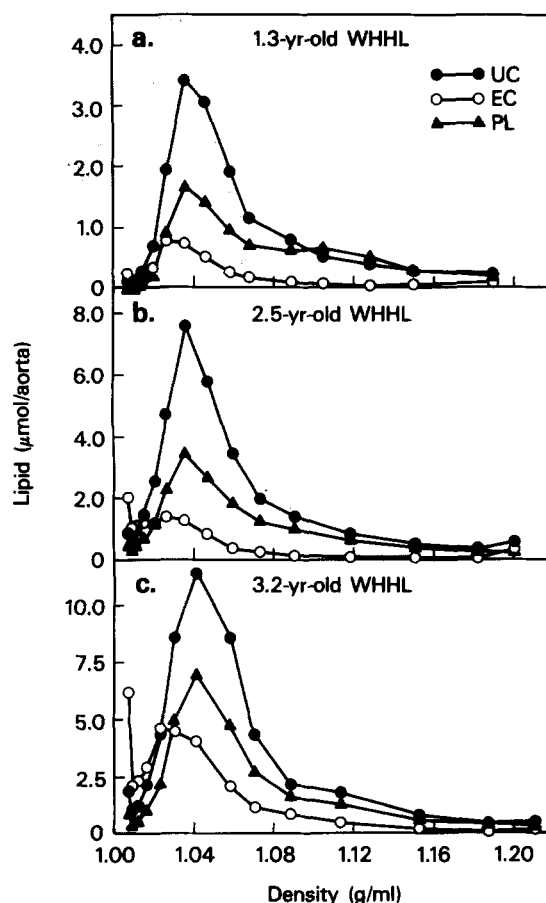 a. 1.3-yr-old WHHL
UC
EC
PL
4.0
3.0
2.0
1.0
0
b. 2.5-yr-old WHHL
8.0
6.0
4.0
2.0
0
Lipid (μmol/aorta)
c. 3.2-yr-old WHHL
10.0
7.5
5.0
2.5
0
1.00 1.04 1.08 1.12 1.16 1.20
Density (g/ml)